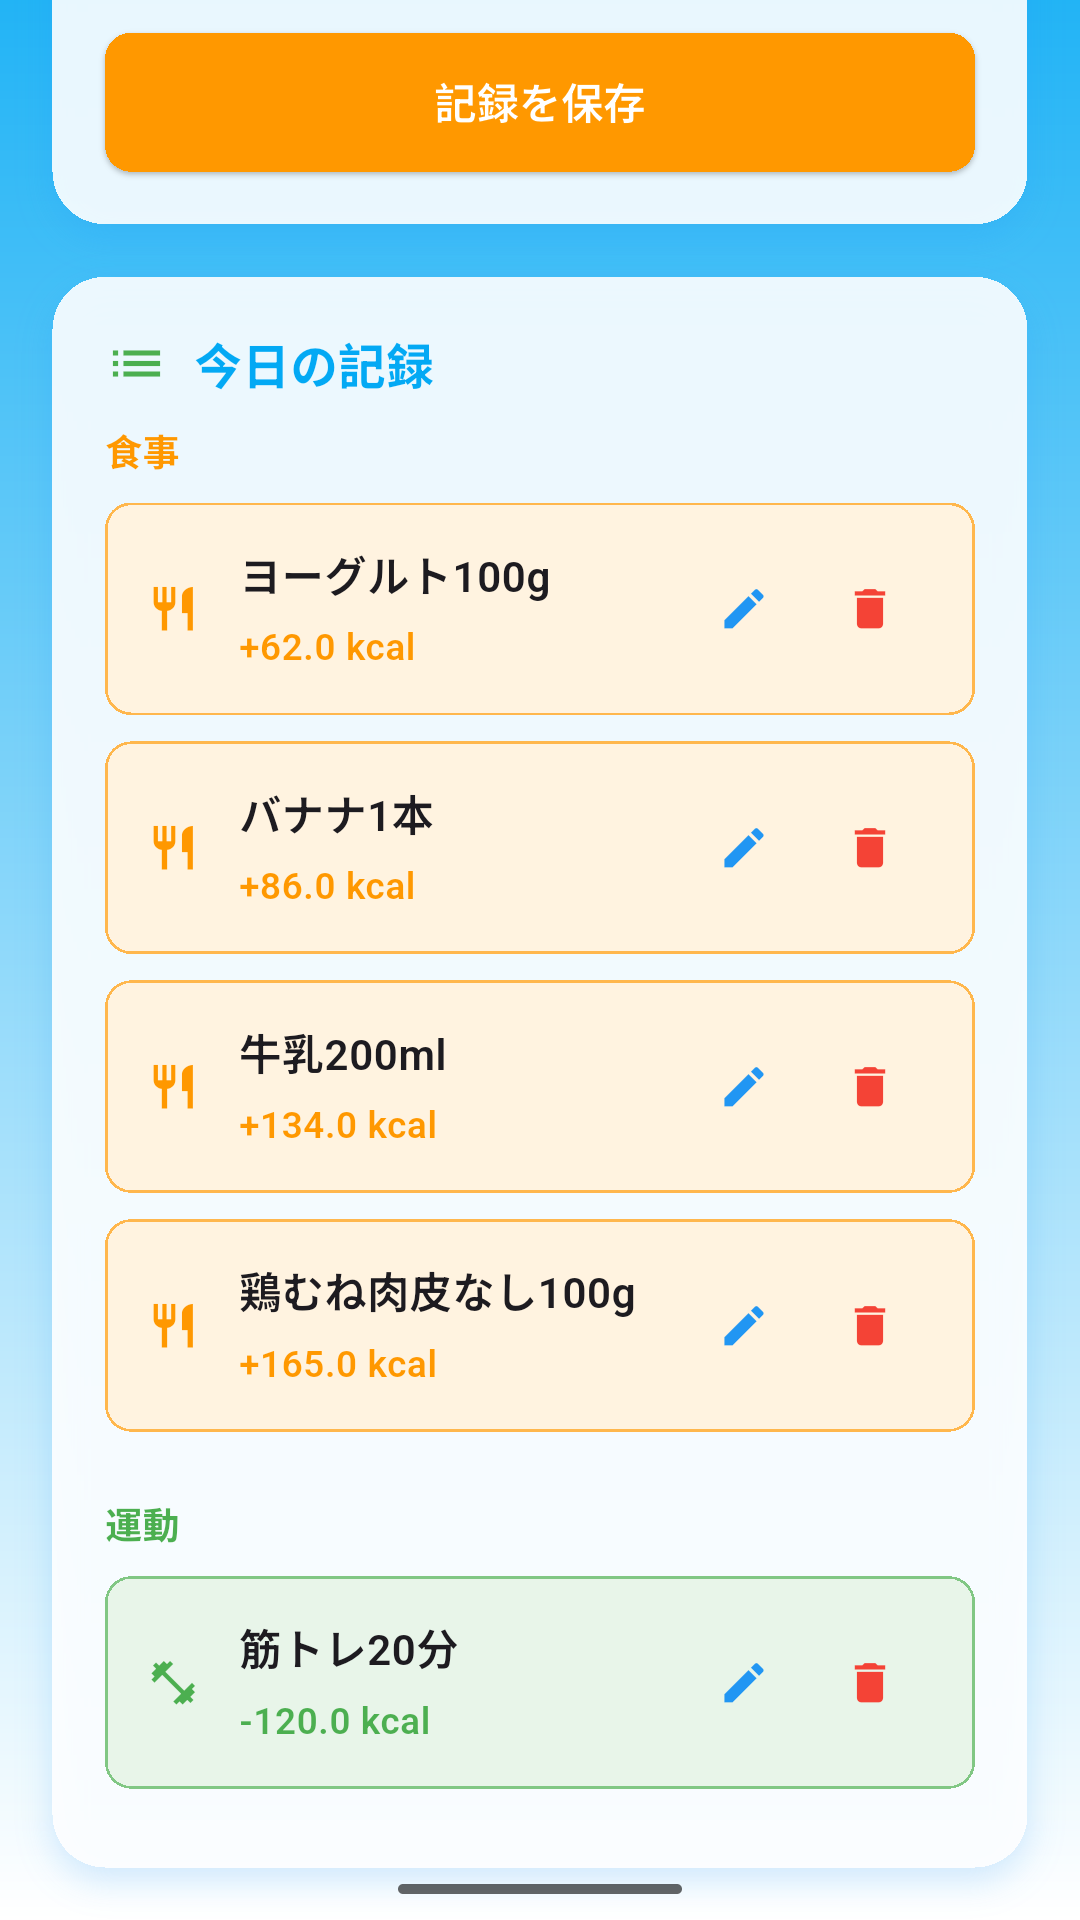 記録を保存
今日の記録
食事
ヨーグルト100g
+62.0 kcal
バナナ1本
+86.0 kcal
牛乳200ml
+134.0 kcal
鶏むね肉皮なし100g
+165.0 kcal
運動
筋トレ20分
-120.0 kcal